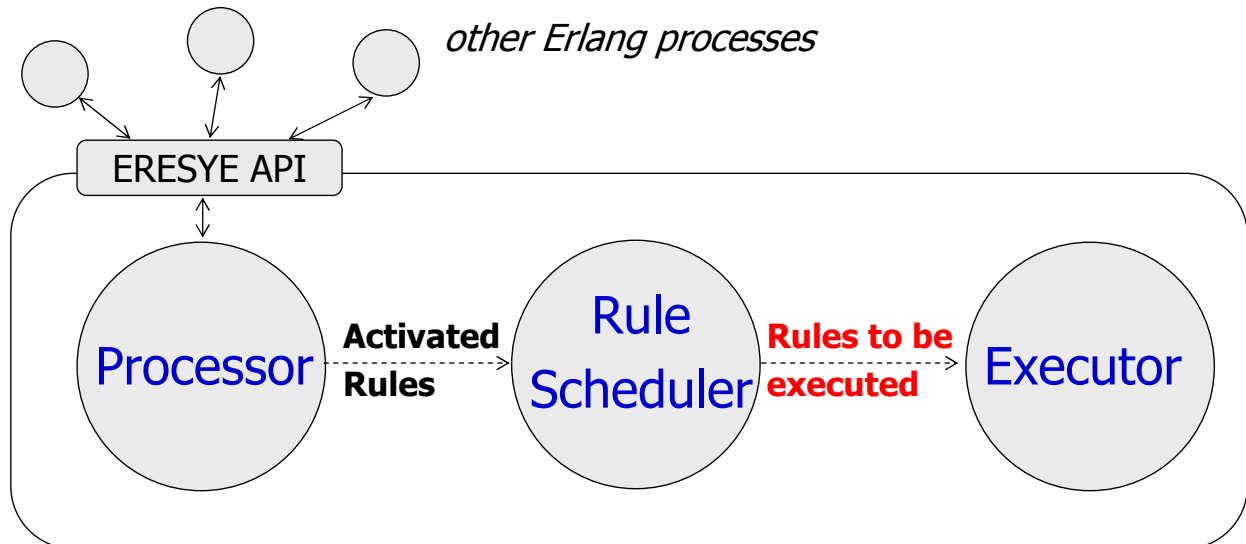 other Erlang processes
ERESYE API
Processor
Activated
Rules
Rule
Scheduler
Rules to be
executed
Executor